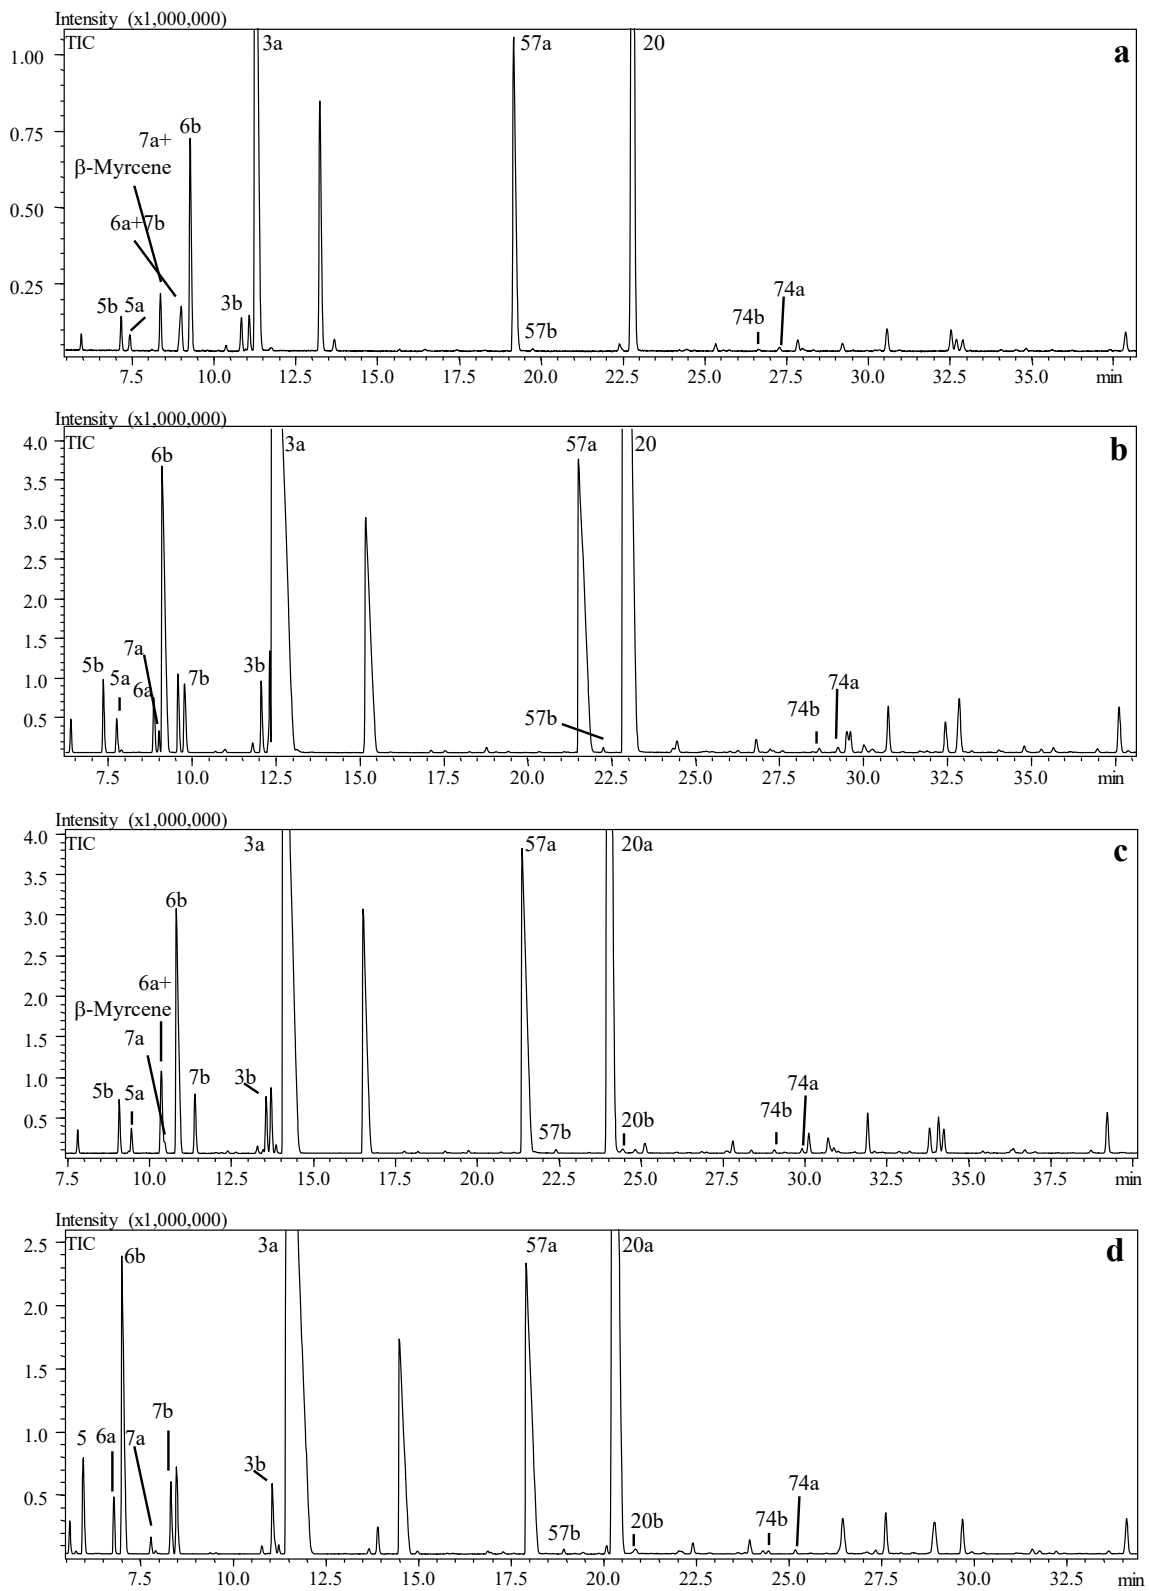 Intensity (x1,000,000)
TIC
3a
57a
20
a
1.00
0.75
0.50
0.25
7a+
β-Myrcene
6b
6a+7b
5b
5a
3b
57b
74b
74a
7.5 10.0 12.5 15.0 17.5 20.0 22.5 25.0 27.5 30.0 32.5 35.0 min
Intensity (x1,000,000)
TIC
3a
57a
20
b
4.0
3.5
3.0
2.5
2.0
1.5
1.0
0.5
6b
7a
5b
5a
6a
7b
3b
57b
74b
74a
7.5 10.0 12.5 15.0 17.5 20.0 22.5 25.0 27.5 30.0 32.5 35.0 min
Intensity (x1,000,000)
TIC
3a
57a
20a
c
4.0
3.5
3.0
2.5
2.0
1.5
1.0
0.5
6b
6a+
β-Myrcene
7a
5b
5a
7b
3b
57b
20b
74b
74a
7.5 10.0 12.5 15.0 17.5 20.0 22.5 25.0 27.5 30.0 32.5 35.0 37.5 min
Intensity (x1,000,000)
TIC
6b
3a
57a
20a
d
2.5
2.0
1.5
1.0
0.5
5
6a
7a
7b
3b
57b
20b
74b
74a
7.5 10.0 12.5 15.0 17.5 20.0 22.5 25.0 27.5 30.0 32.5 min